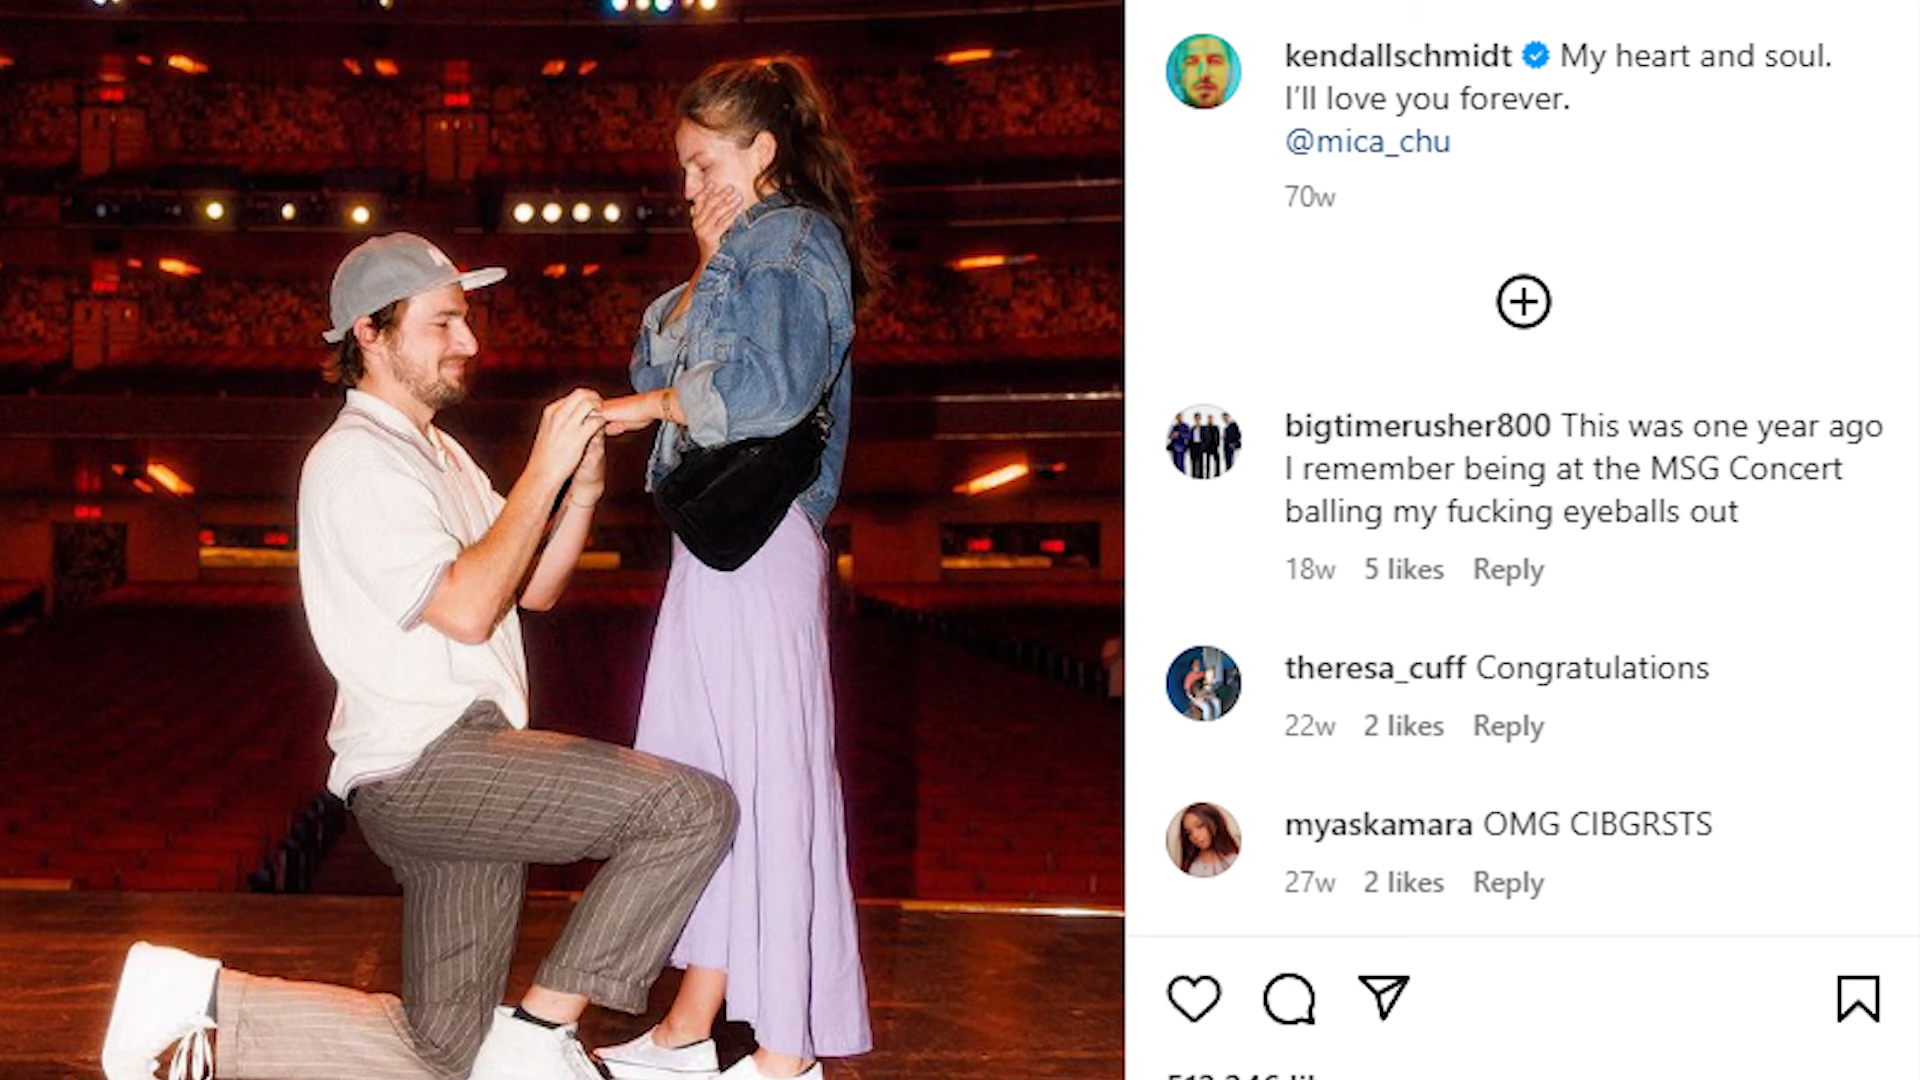 kendallschmidt My heart and soul.
I’ll love you forever.
@mica_chu
70w
bigtimerusher800 This was one year ago
I remember being at the MSG Concert
balling my fucking eyeballs out
18w 5 likes Reply
theresa_cuff Congratulations
22w 2 likes Reply
myaskamara OMG CIBGRSTS
27w 2 likes Reply